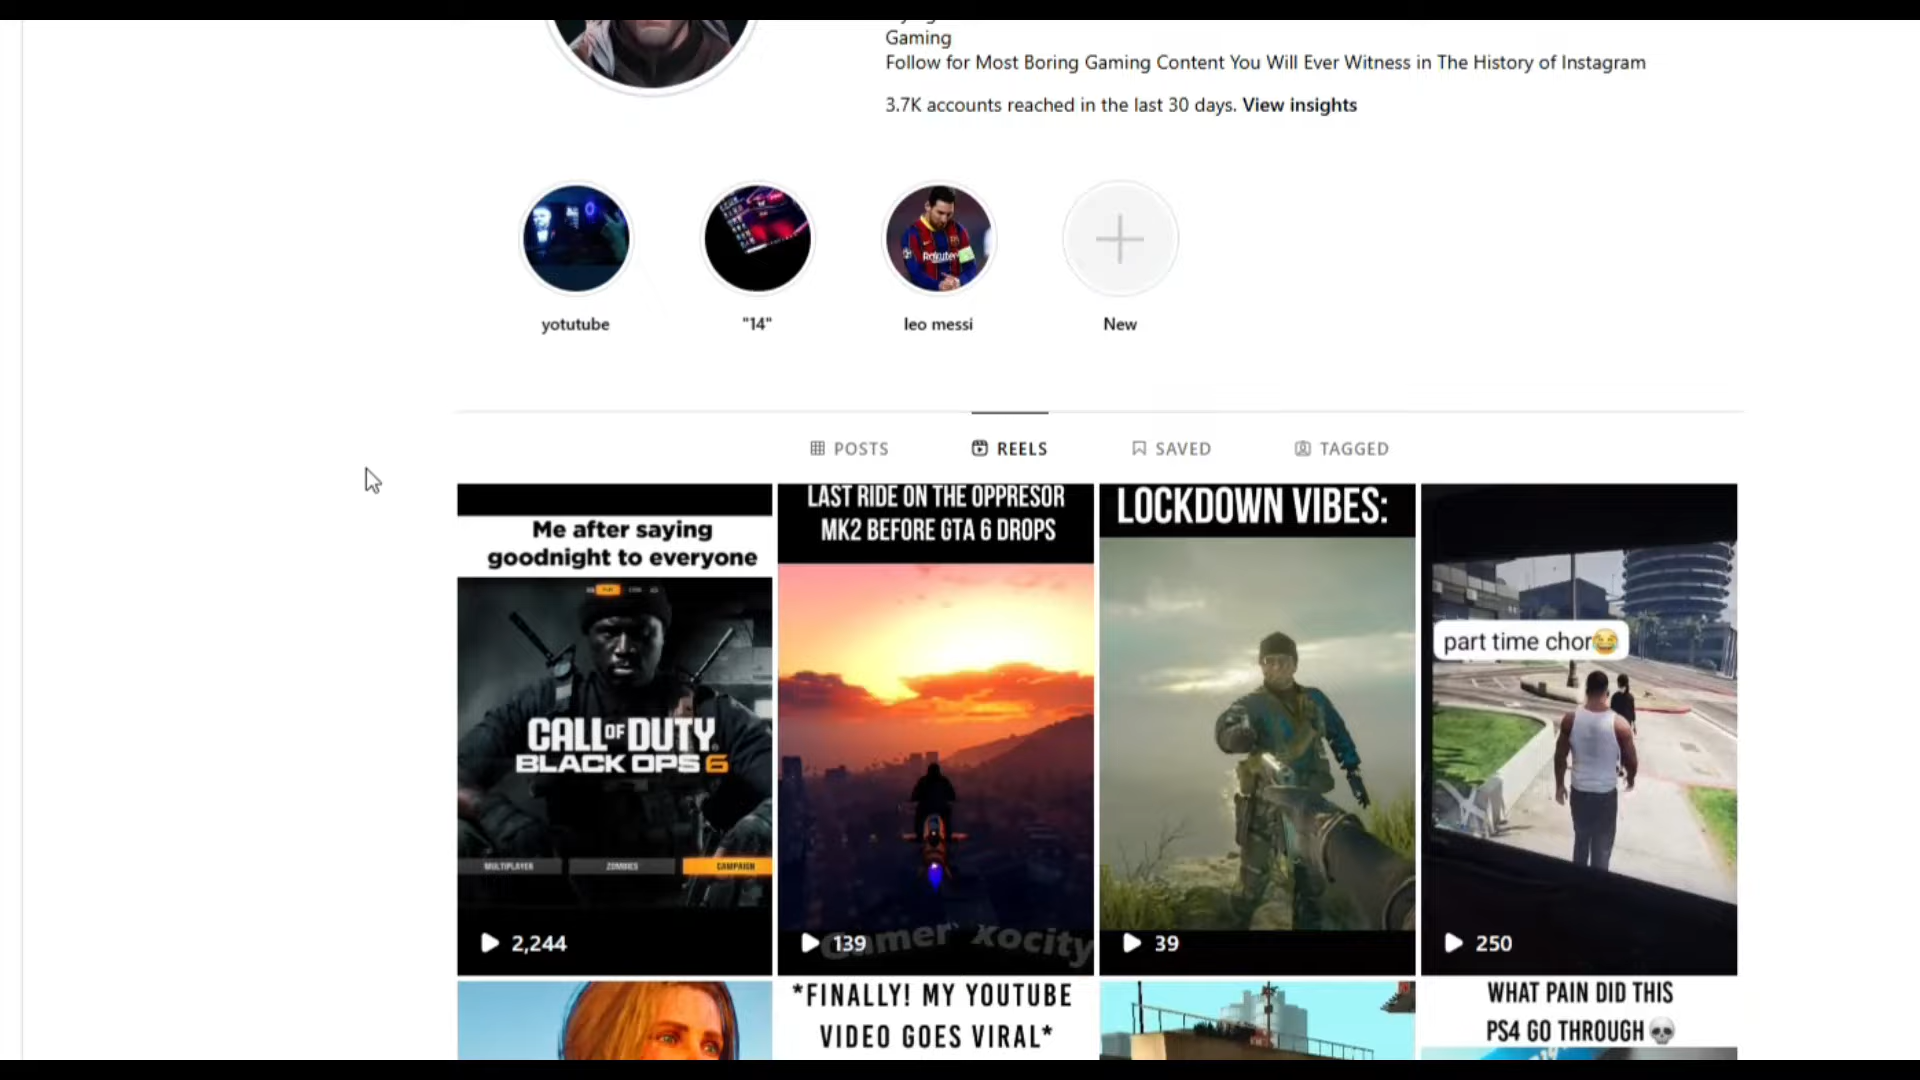 Gaming
Follow for Most Boring Gaming Content You Will Ever Witness in The History of Instagram
3.7K accounts reached in the last 30 days. View insights
Rakuten
yotutube
"14"
leo messi
New
POSTS
REELS
SAVED
TAGGED
Me after saying
goodnight to everyone
CALL OF DUTY
BLACK OPS 6
MULTIPLAYER
ZOMBIES
CAMPAIGN
2,244
LAST RIDE ON THE OPPRESOR
MK2 BEFORE GTA 6 DROPS
Gamer xocity
139
LOCKDOWN VIBES:
39
part time chor😂
250
*FINALLY! MY YOUTUBE
VIDEO GOES VIRAL*
WHAT PAIN DID THIS
PS4 GO THROUGH 💀